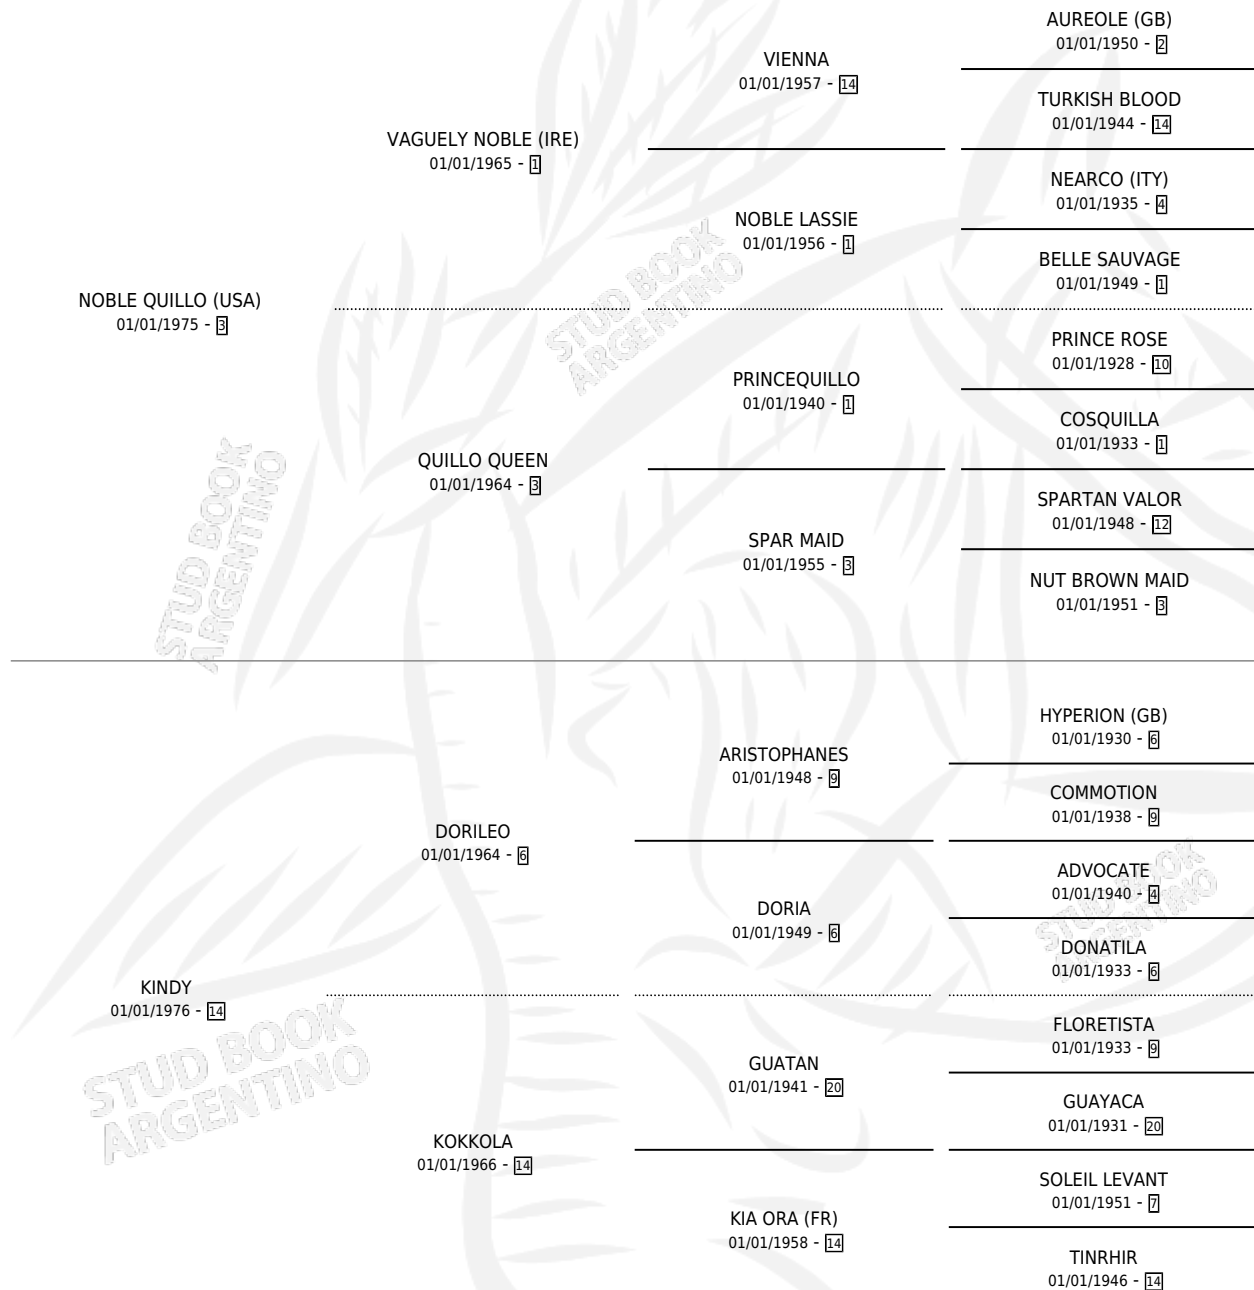 AUREOLE (GB)
01/01/1950 - 2
VIENNA
01/01/1957 - 14
TURKISH BLOOD
01/01/1944 - 14
VAGUELY NOBLE (IRE)
01/01/1965 - 1
NEARCO (ITY)
01/01/1935 - 4
NOBLE LASSIE
01/01/1956 - 1
BELLE SAUVAGE
01/01/1949 - 1
NOBLE QUILLO (USA)
01/01/1975 - 3
PRINCE ROSE
01/01/1928 - 10
PRINCEQUILLO
01/01/1940 - 1
COSQUILLA
01/01/1933 - 1
QUILLO QUEEN
01/01/1964 - 3
SPARTAN VALOR
01/01/1948 - 12
SPAR MAID
01/01/1955 - 3
NUT BROWN MAID
01/01/1951 - 3
HYPERION (GB)
01/01/1930 - 6
ARISTOPHANES
01/01/1948 - 9
COMMOTION
01/01/1938 - 9
DORILEO
01/01/1964 - 6
ADVOCATE
01/01/1940 - 4
DORIA
01/01/1949 - 6
DONATILA
01/01/1933 - 6
KINDY
01/01/1976 - 14
FLORETISTA
01/01/1933 - 9
GUATAN
01/01/1941 - 20
GUAYACA
01/01/1931 - 20
KOKKOLA
01/01/1966 - 14
SOLEIL LEVANT
01/01/1951 - 7
KIA ORA (FR)
01/01/1958 - 14
TINRHIR
01/01/1946 - 14
STUD BOOK
ARGENTINO
STUD BOOK
ARGENTINO
STUD BOOK
ARGENTINO
STUD BOOK
ARGENTINO